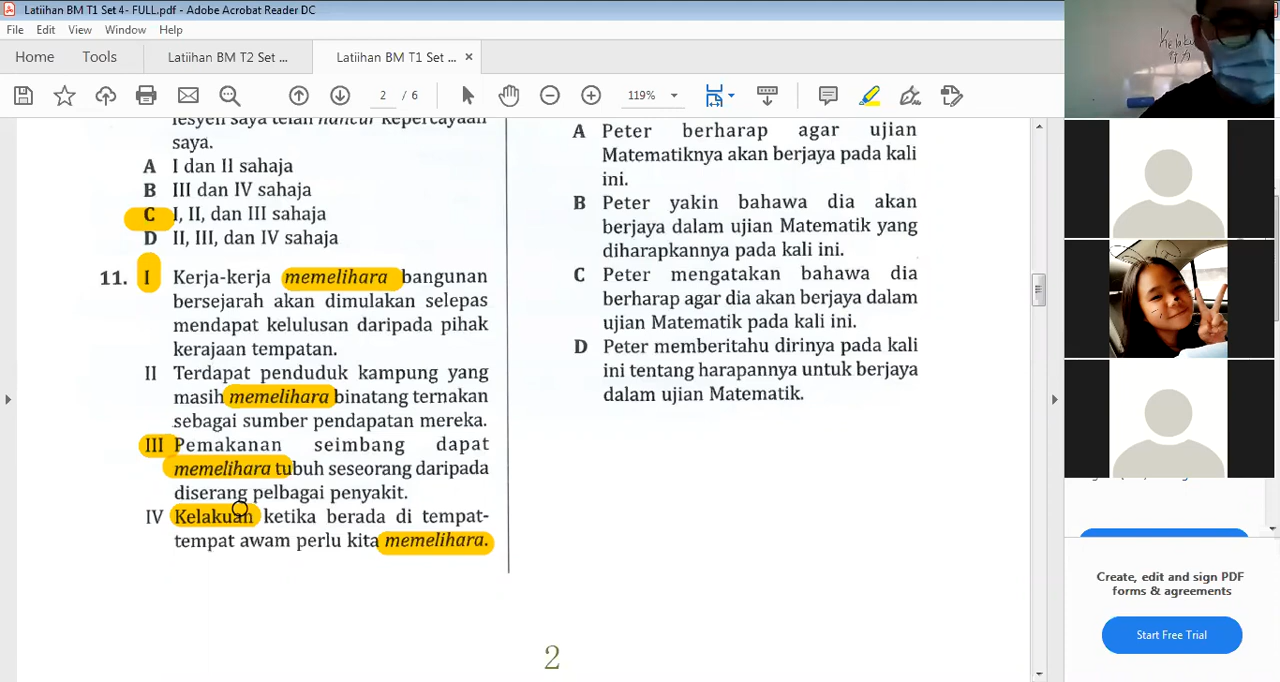 Latiihan BM T1 Set 4- FULL.pdf - Adobe Acrobat Reader DC
File Edit View Window Help
Home Tools Latiihan BM T2 Set ... Latiihan BM T1 Set ... ×
2 / 6 119%
saya.
A I dan II sahaja
B III dan IV sahaja
C I, II, dan III sahaja
D II, III, dan IV sahaja
11. I Kerja-kerja memelihara bangunan
bersejarah akan dimulakan selepas
mendapat kelulusan daripada pihak
kerajaan tempatan.
II Terdapat penduduk kampung yang
masih memelihara binatang ternakan
sebagai sumber pendapatan mereka.
III Pemakanan seimbang dapat
memelihara tubuh seseorang daripada
diserang pelbagai penyakit.
IV Kelakuan ketika berada di tempat-
tempat awam perlu kita memelihara.
A Peter berharap agar ujian
Matematiknya akan berjaya pada kali
ini.
B Peter yakin bahawa dia akan
berjaya dalam ujian Matematik yang
diharapkannya pada kali ini.
C Peter mengatakan bahawa dia
berharap agar dia akan berjaya dalam
ujian Matematik pada kali ini.
D Peter memberitahu dirinya pada kali
ini tentang harapannya untuk berjaya
dalam ujian Matematik.
2
Create, edit and sign PDF
forms & agreements
Start Free Trial